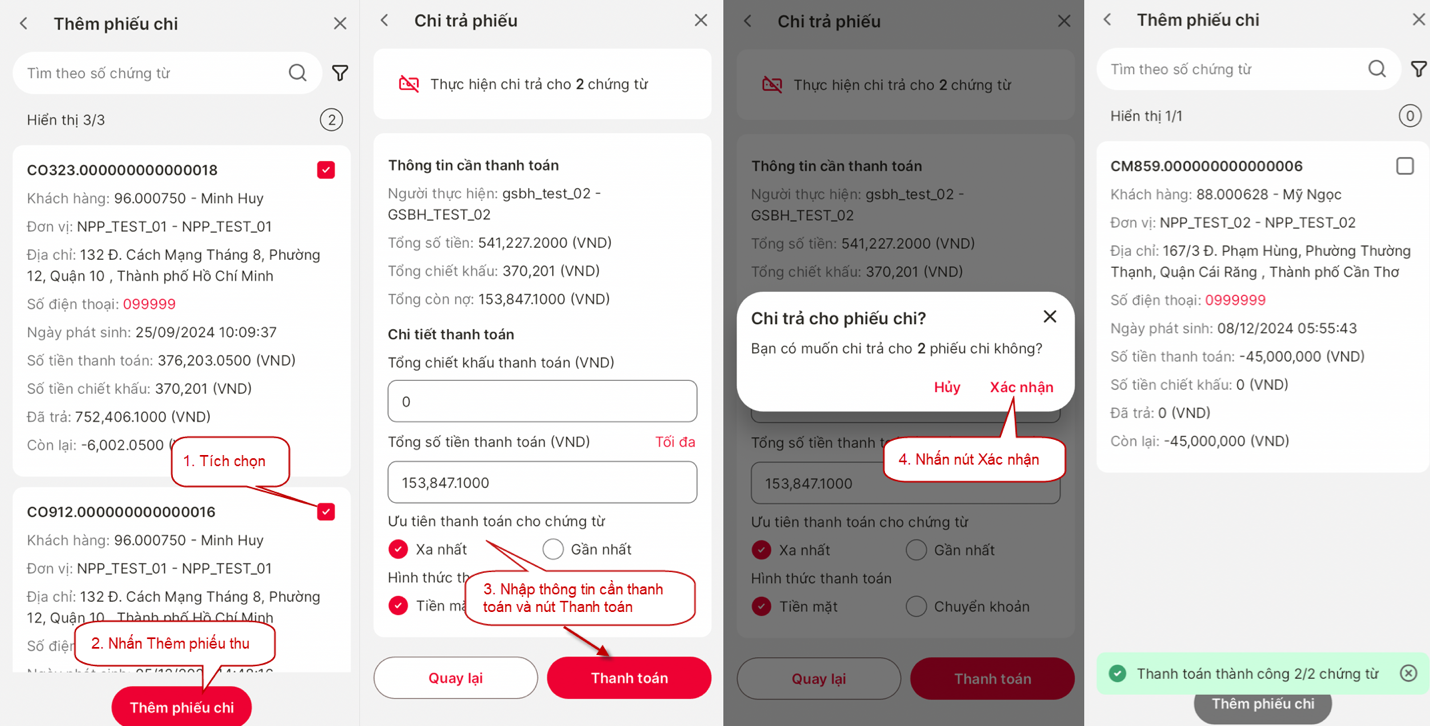 Thêm phiếu chi
Tìm theo số chứng từ
Hiển thị 3/3
2
CO323.000000000000018
Khách hàng: 96.000750 - Minh Huy
Đơn vị: NPP_TEST_01 - NPP_TEST_01
Địa chỉ: 132 Đ. Cách Mạng Tháng 8, Phường
12, Quận 10 , Thành phố Hồ Chí Minh
Số điện thoại: 099999
Ngày phát sinh: 25/09/2024 10:09:37
Số tiền thanh toán: 376,203.0500 (VND)
Số tiền chiết khấu: 370,201 (VND)
Đã trả: 752,406.1000 (VND)
Còn lại: -6,002.0500
1. Tích chọn
CO912.000000000000016
Khách hàng: 96.000750 - Minh Huy
Đơn vị: NPP_TEST_01 - NPP_TEST_01
Địa chỉ: 132 Đ. Cách Mạng Tháng 8, Phường
12, Quận 10 , Thành phố Hồ Chí Minh
Số
2. Nhấn Thêm phiếu thu
Thêm phiếu chi
Chi trả phiếu
Thực hiện chi trả cho 2 chứng từ
Thông tin cần thanh toán
Người thực hiện: gsbh_test_02 -
GSBH_TEST_02
Tổng số tiền: 541,227.2000 (VND)
Tổng chiết khấu: 370,201 (VND)
Tổng còn nợ: 153,847.1000 (VND)
Chi tiết thanh toán
Tổng chiết khấu thanh toán (VND)
0
Tổng số tiền thanh toán (VND) Tối đa
153,847.1000
Ưu tiên thanh toán cho chứng từ
Xa nhất Gần nhất
Hình thức
Tiền
3. Nhập thông tin cần thanh
toán và nút Thanh toán
Quay lại Thanh toán
Chi trả phiếu
Thực hiện chi trả cho 2 chứng từ
Thông tin cần thanh toán
Người thực hiện: gsbh_test_02 -
GSBH_TEST_02
Tổng số tiền: 541,227.2000 (VND)
Tổng chiết khấu: 370,201 (VND)
Chi trả cho phiếu chi?
Bạn có muốn chi trả cho 2 phiếu chi không?
Hủy Xác nhận
Tổng số tiền thanh
4. Nhấn nút Xác nhận
153,847.1000
Ưu tiên thanh toán cho chứng từ
Xa nhất Gần nhất
Hình thức thanh toán
Tiền mặt Chuyển khoản
Quay lại Thanh toán
Thêm phiếu chi
Tìm theo số chứng từ
Hiển thị 1/1
0
CM859.000000000000006
Khách hàng: 88.000628 - Mỹ Ngọc
Đơn vị: NPP_TEST_02 - NPP_TEST_02
Địa chỉ: 167/3 Đ. Phạm Hùng, Phường Thường
Thạnh, Quận Cái Răng , Thành phố Cần Thơ
Số điện thoại: 0999999
Ngày phát sinh: 08/12/2024 05:55:43
Số tiền thanh toán: -45,000,000 (VND)
Số tiền chiết khấu: 0 (VND)
Đã trả: 0 (VND)
Còn lại: -45,000,000 (VND)
Thanh toán thành công 2/2 chứng từ
Thêm phiếu chi